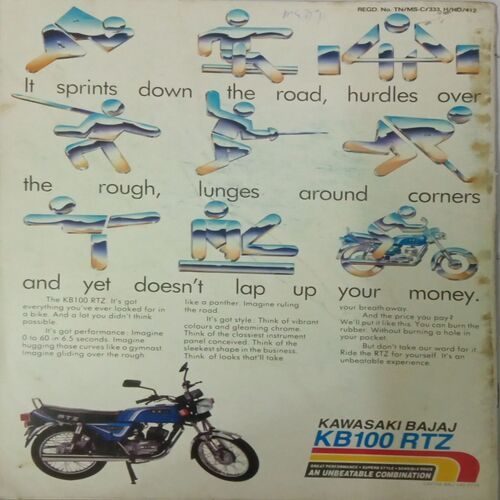 REGD. No. TN/MS-C/333, H/HD/412
It sprints down the road, hurdles over
the rough, lunges around corners
and yet doesn't lap up your money.
The KB100 RTZ. It's got
everything you've ever looked for in
a bike. And a lot you didn't think
possible.
It's got performance: Imagine
0 to 60 in 6.5 seconds. Imagine
hugging those curves like a gymnast.
Imagine gliding over the rough
like a panther. Imagine ruling
the road.
It's got style: Think of vibrant
colours and gleaming chrome.
Think of the classiest instrument
panel conceived. Think of the
sleekest shape in the business.
Think of looks that'll take
your breath away.
And the price you pay?
We'll put it like this: You can burn the
rubber. Without burning a hole in
your pocket.
But don't take our word for it.
Ride the RTZ for yourself. It's an
unbeatable experience.
RTZ
KAWASAKI BAJAJ
KB100 RTZ
GREAT PERFORMANCE • SUPERB STYLE • SENSIBLE PRICE
AN UNBEATABLE COMBINATION